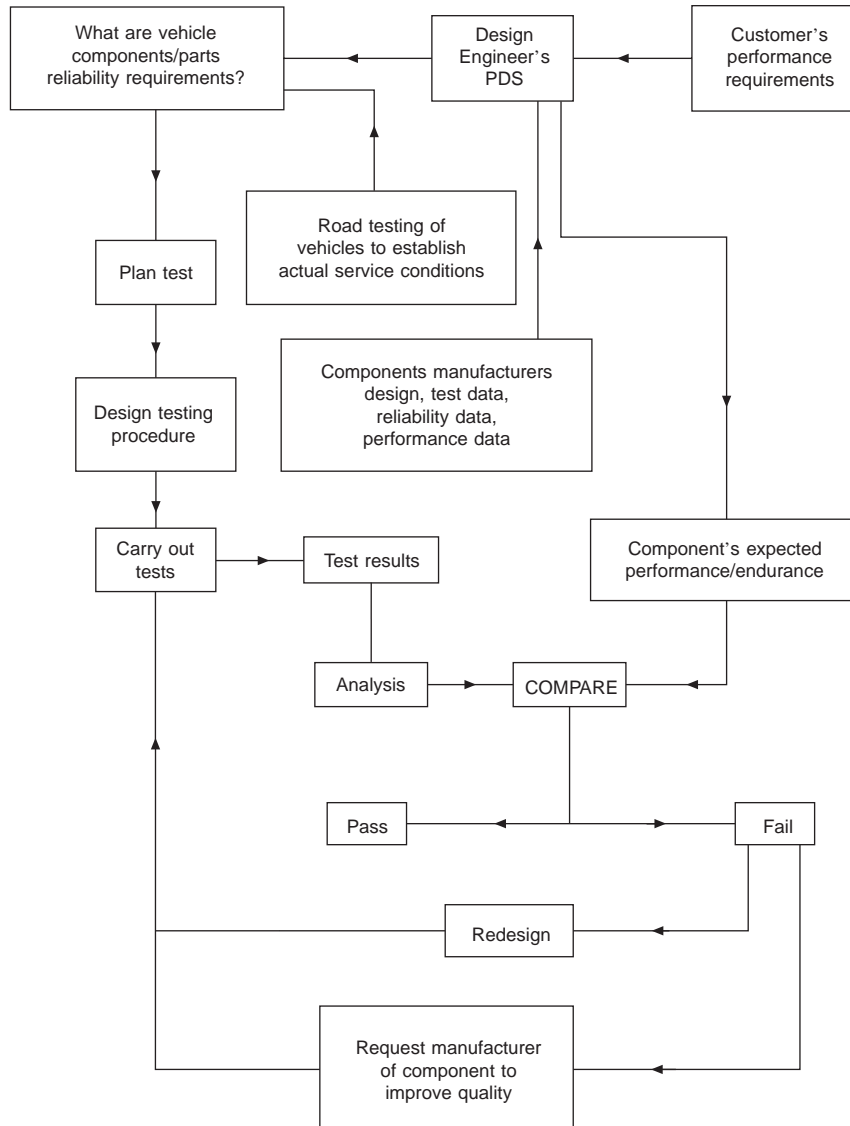 What are vehicle
components/parts
reliability requirements?
Design
Engineer’s
PDS
Customer’s
performance
requirements
Road testing of
vehicles to establish
actual service conditions
Plan test
Components manufacturers
design, test data,
reliability data,
performance data
Design testing
procedure
Carry out
tests
Test results
Component’s expected
performance/endurance
Analysis
COMPARE
Pass
Fail
Redesign
Request manufacturer
of component to
improve quality